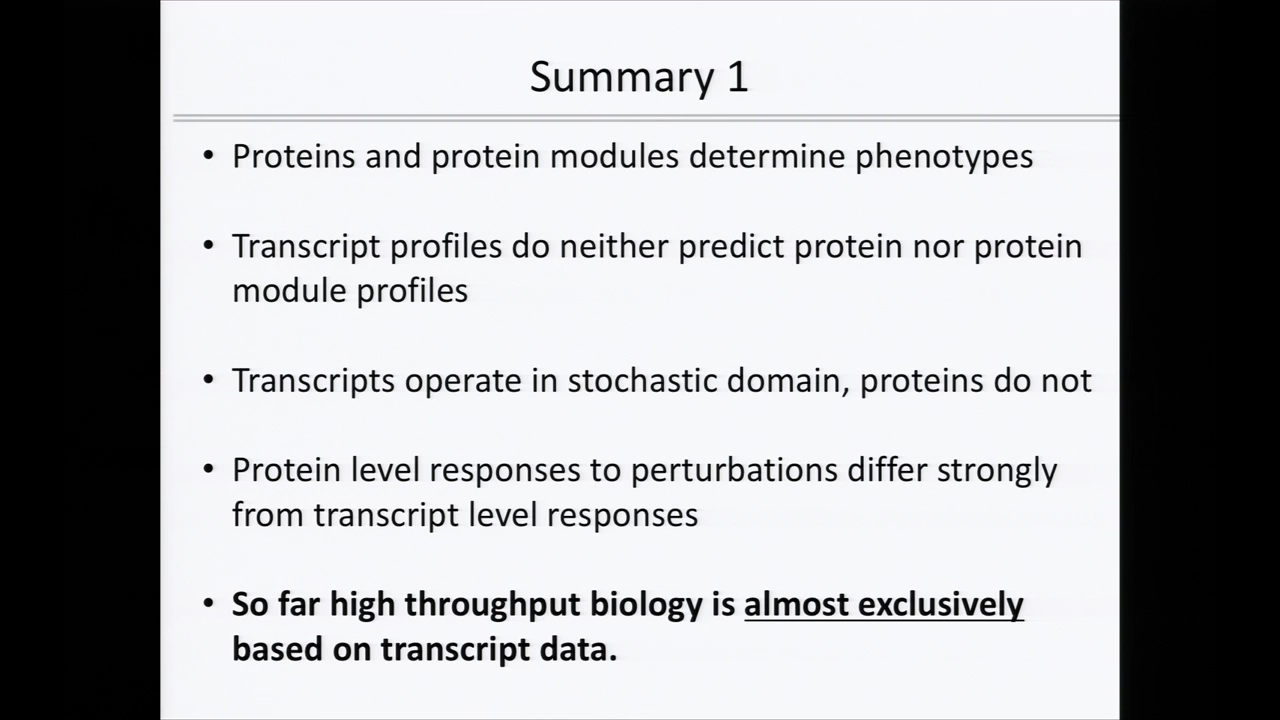 Summary 1
• Proteins and protein modules determine phenotypes
• Transcript profiles do neither predict protein nor protein
module profiles
• Transcripts operate in stochastic domain, proteins do not
• Protein level responses to perturbations differ strongly
from transcript level responses
• So far high throughput biology is almost exclusively
based on transcript data.